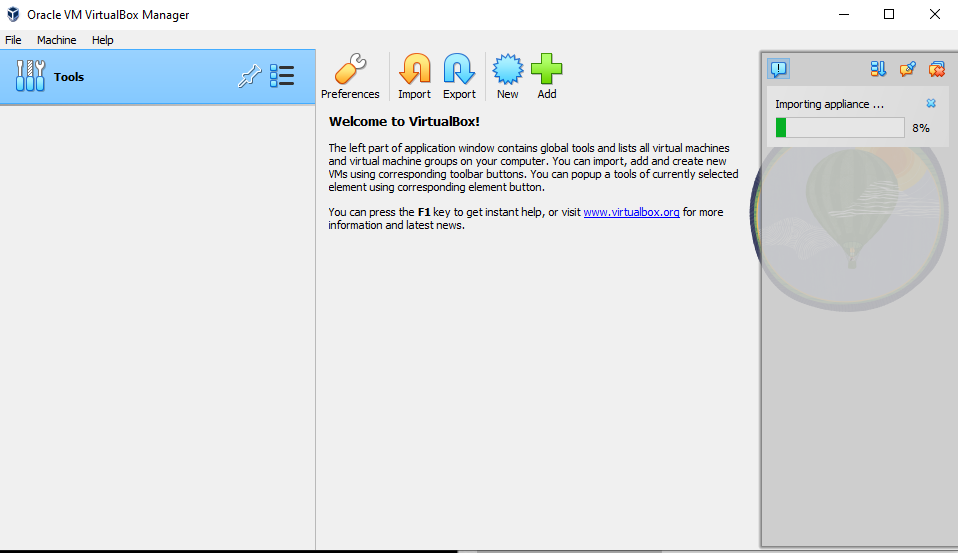 Oracle VM VirtualBox Manager
File Machine Help
Tools
Preferences Import Export New Add
Welcome to VirtualBox!
The left part of application window contains global tools and lists all virtual machines
and virtual machine groups on your computer. You can import, add and create new
VMs using corresponding toolbar buttons. You can popup a tools of currently selected
element using corresponding element button.
You can press the F1 key to get instant help, or visit www.virtualbox.org for more
information and latest news.
Importing appliance ...
8%